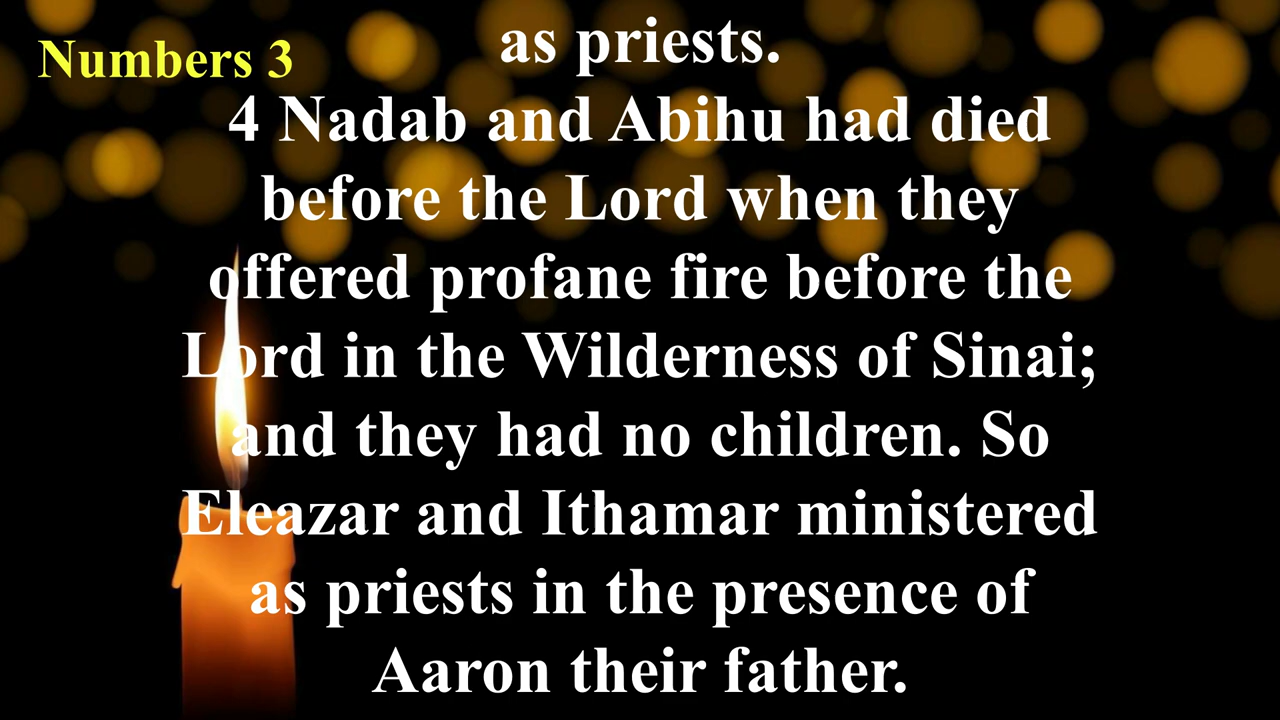 Numbers 3
as priests.
4 Nadab and Abihu had died
before the Lord when they
offered profane fire before the
Lord in the Wilderness of Sinai;
and they had no children. So
Eleazar and Ithamar ministered
as priests in the presence of
Aaron their father.